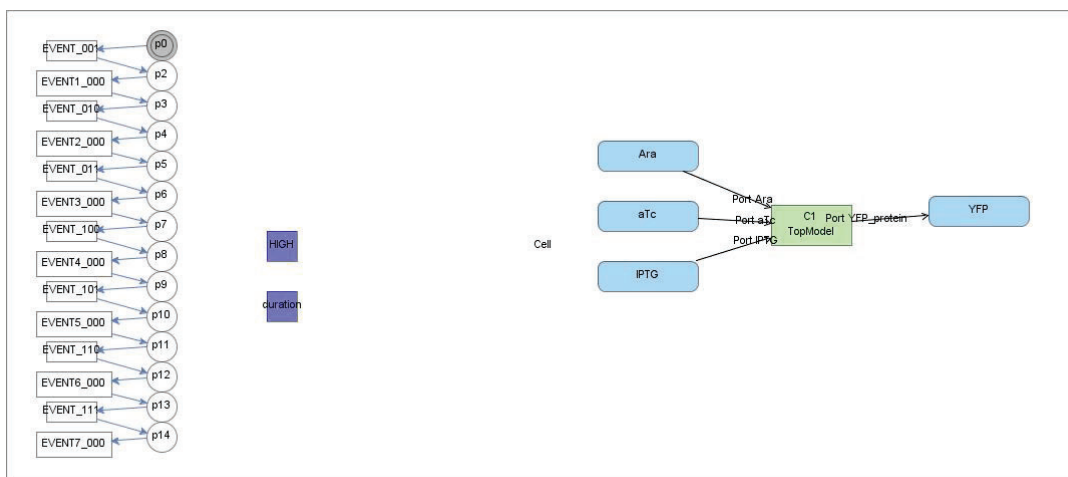 p0
EVENT_001
p2
EVENT1_000
p3
EVENT_010
p4
EVENT2_000
p5
EVENT_011
p6
EVENT3_000
p7
EVENT_100
p8
EVENT4_000
p9
EVENT_101
p10
EVENT5_000
p11
EVENT_110
p12
EVENT6_000
p13
EVENT_111
p14
EVENT7_000
HIGH
duration
Cell
Ara
aTc
IPTG
Port Ara
Port aTc
Port IPTG
C1
TopModel
Port YFP_protein
YFP